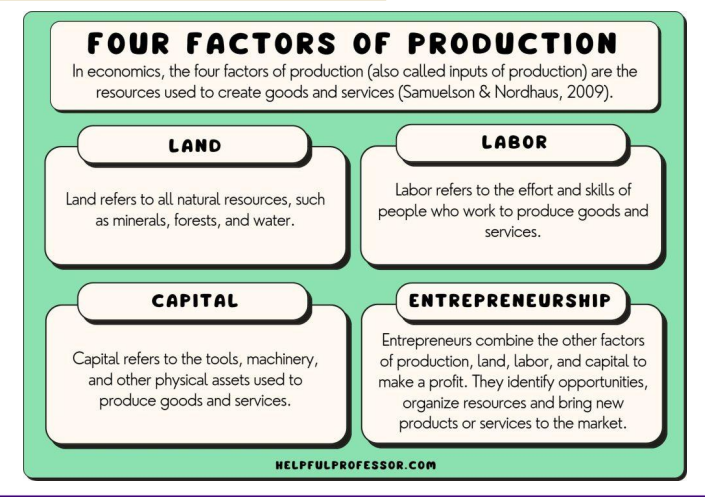 FOUR FACTORS OF PRODUCTION
In economics, the four factors of production (also called inputs of production) are the
resources used to create goods and services (Samuelson & Nordhaus, 2009).
LAND
Land refers to all natural resources, such
as minerals, forests, and water.
LABOR
Labor refers to the effort and skills of
people who work to produce goods and
services.
CAPITAL
Capital refers to the tools, machinery,
and other physical assets used to
produce goods and services.
ENTREPRENEURSHIP
Entrepreneurs combine the other factors
of production, land, labor, and capital to
make a profit. They identify opportunities,
organize resources and bring new
products or services to the market.
HELPFULPROFESSOR.COM